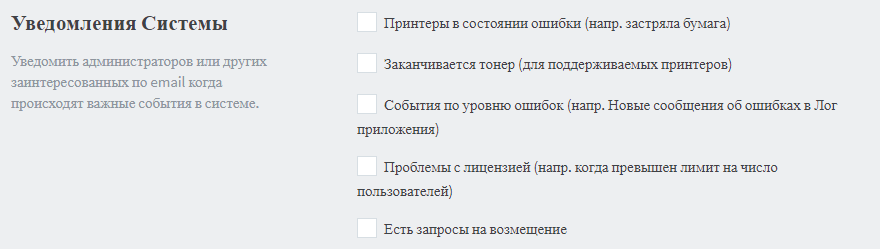 Уведомления Системы
Уведомить администраторов или других
заинтересованных по email когда
происходят важные события в системе.
Принтеры в состоянии ошибки (напр. застряла бумага)
Заканчивается тонер (для поддерживаемых принтеров)
События по уровню ошибок (напр. Новые сообщения об ошибках в Лог
приложения)
Проблемы с лицензией (напр. когда превышен лимит на число
пользователей)
Есть запросы на возмещение